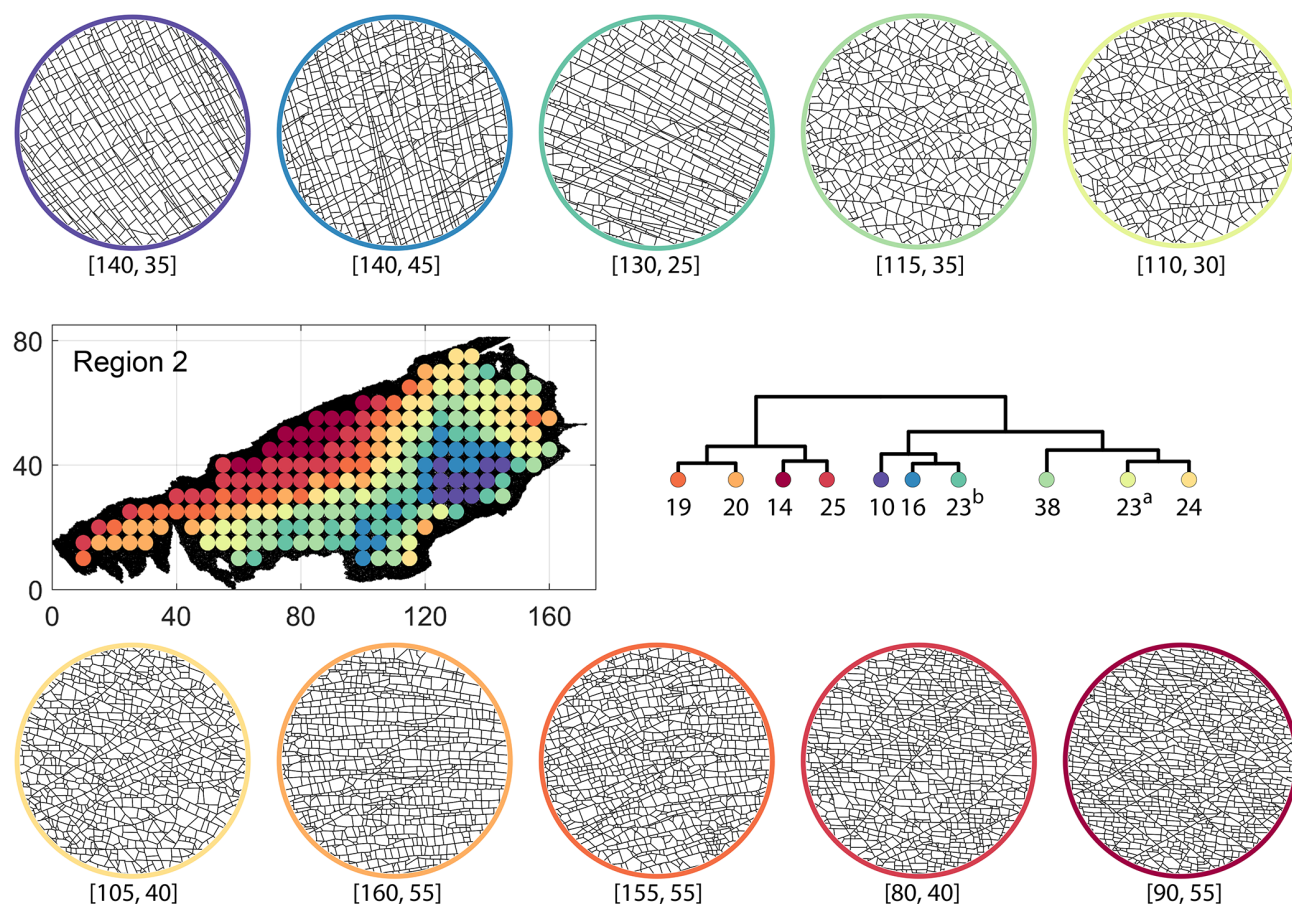 [140, 35] [140, 45] [130, 25] [115, 35] [110, 30]
80
Region 2
40
0
0 40 80 120 160
19 20 14 25 10 16 23b 38 23a 24
[105, 40] [160, 55] [155, 55] [80, 40] [90, 55]